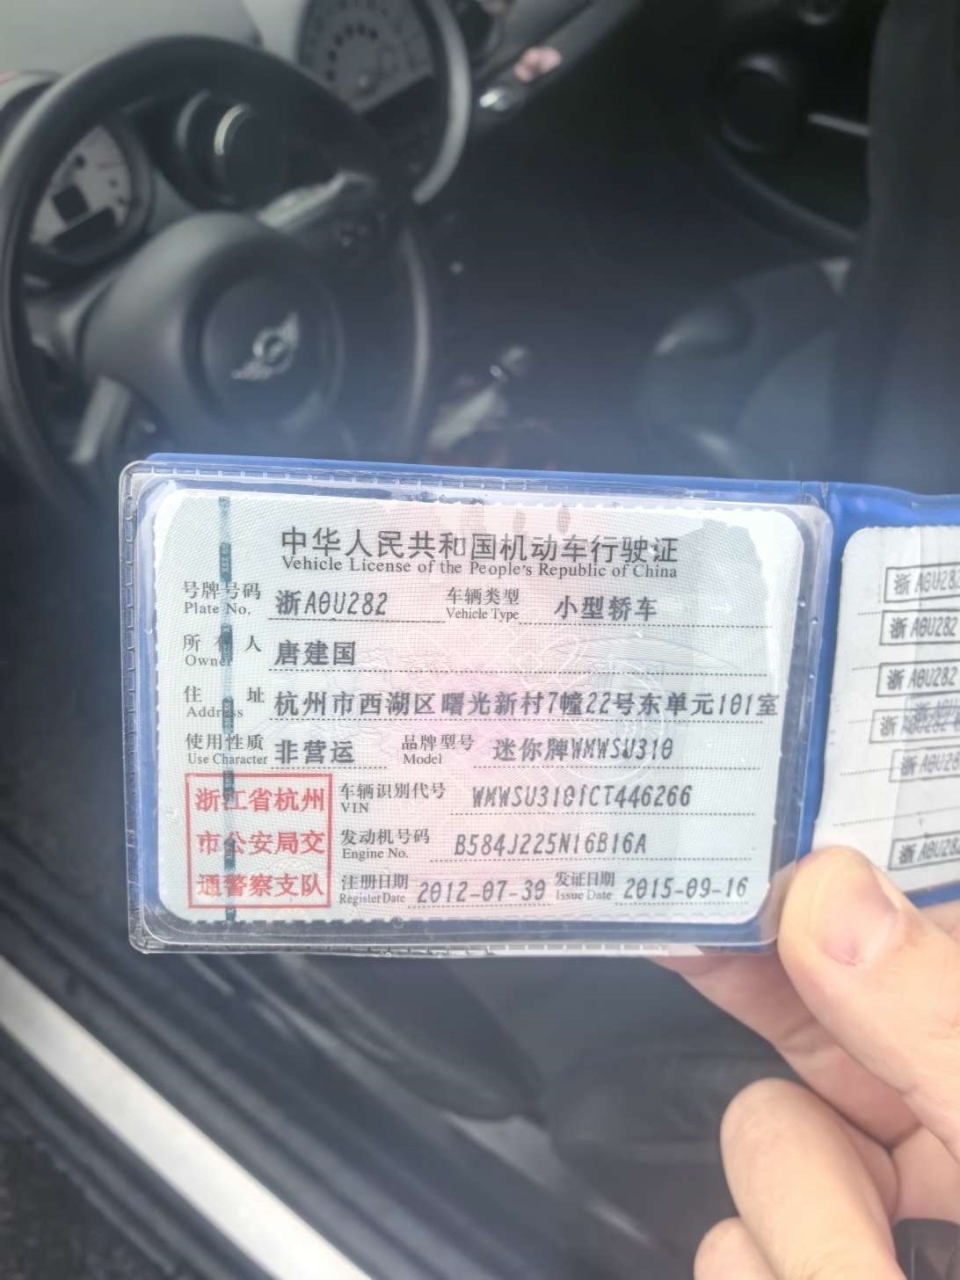 中华人民共和国机动车行驶证
Vehicle License of the People's Republic of China
号牌号码 浙A0U282 车辆类型 小型轿车
Plate No. Vehicle Type
所有人 唐建国
Owner
住址 杭州市西湖区曙光新村7幢22号东单元101室
Address
使用性质 非营运 品牌型号 迷你牌WMWSU310
Use Character Model
浙江省杭州
市公安局交
通警察支队
车辆识别代号 WMWSU3101CT446266
VIN
发动机号码 B584J225N16B16A
Engine No.
注册日期 2012-07-30 发证日期 2015-09-16
Register Date Issue Date
浙A0U282
浙A0U282
浙A0U282
浙A0U282
浙A0U28
浙A0U282